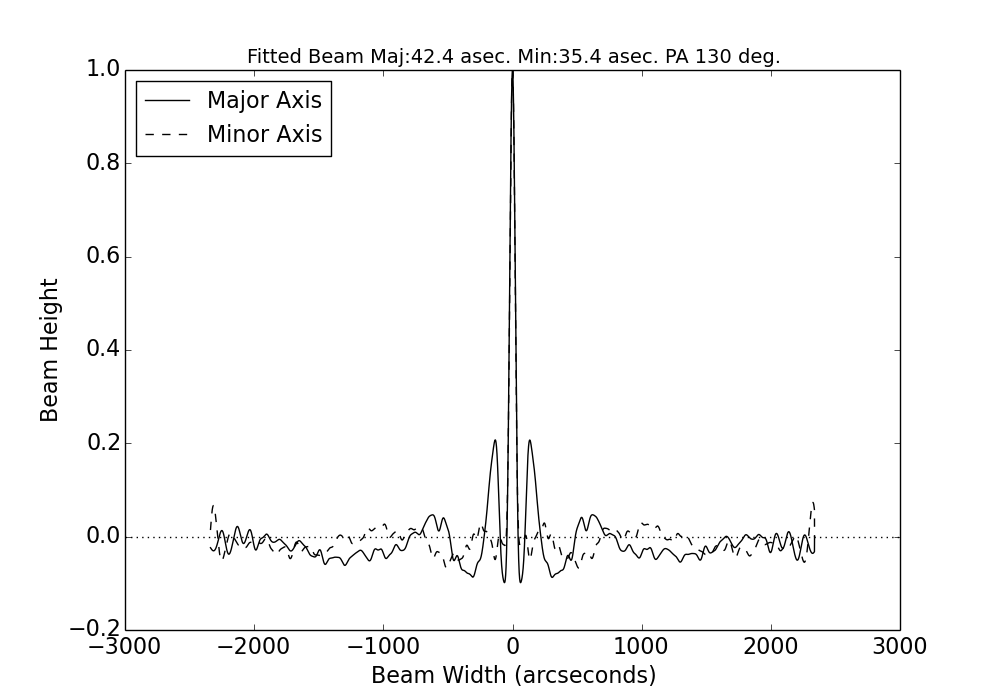 Fitted Beam Maj:42.4 asec. Min:35.4 asec. PA 130 deg.
1.0
Major Axis
Minor Axis
0.8
0.6
0.4
0.2
0.0
−0.2
Beam Height
−3000 −2000 −1000 0 1000 2000 3000
Beam Width (arcseconds)